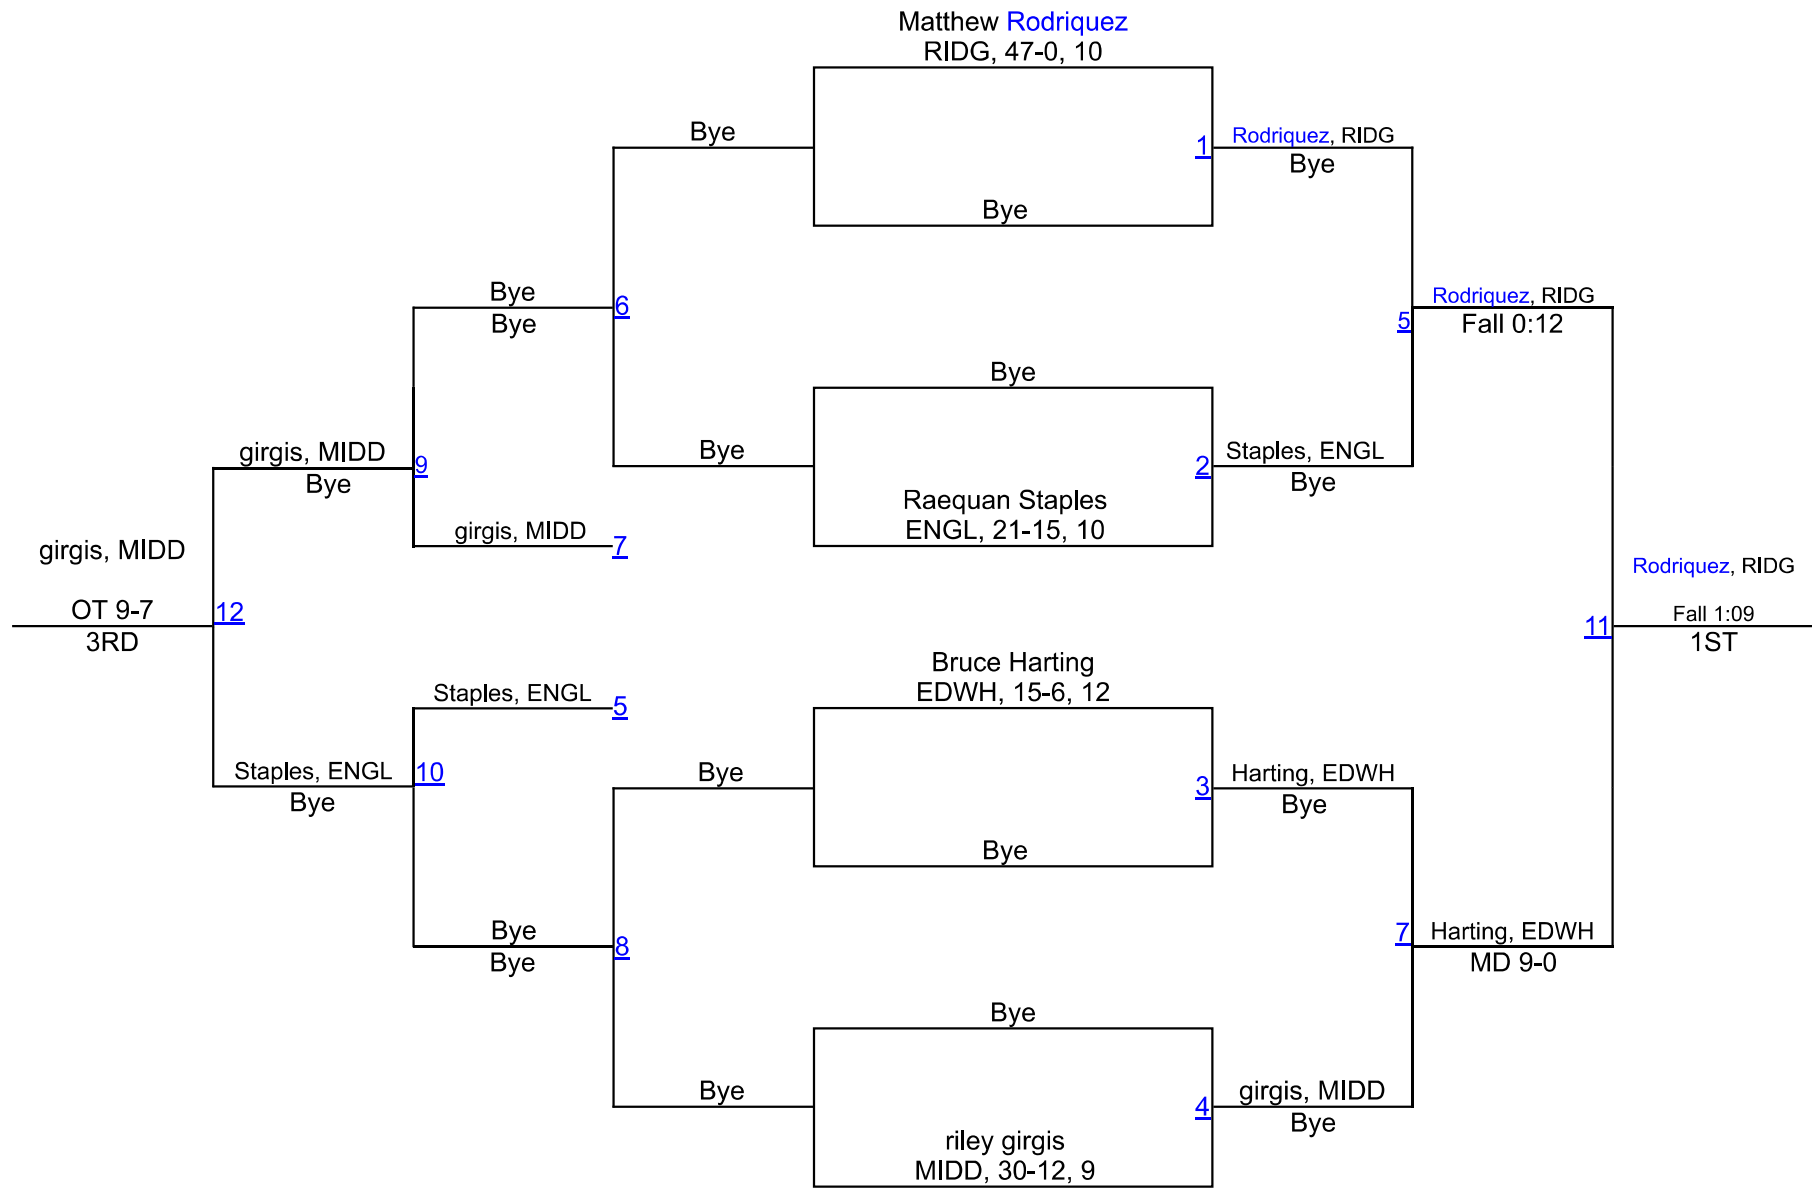 Matthew Rodriquez
RIDG, 47-0, 10
Bye
1
Rodriquez, RIDG
Bye
Bye
Bye
Bye
6
Rodriquez, RIDG
5
Fall 0:12
Bye
girgis, MIDD
Bye
9
Bye
2
Staples, ENGL
Bye
Raequan Staples
ENGL, 21-15, 10
girgis, MIDD
7
girgis, MIDD
OT 9-7
3RD
12
Rodriquez, RIDG
11
Fall 1:09
1ST
Bruce Harting
EDWH, 15-6, 12
Staples, ENGL
5
Staples, ENGL
Bye
10
Bye
3
Harting, EDWH
Bye
Bye
Bye
Bye
8
7
Harting, EDWH
MD 9-0
Bye
Bye
4
girgis, MIDD
Bye
riley girgis
MIDD, 30-12, 9